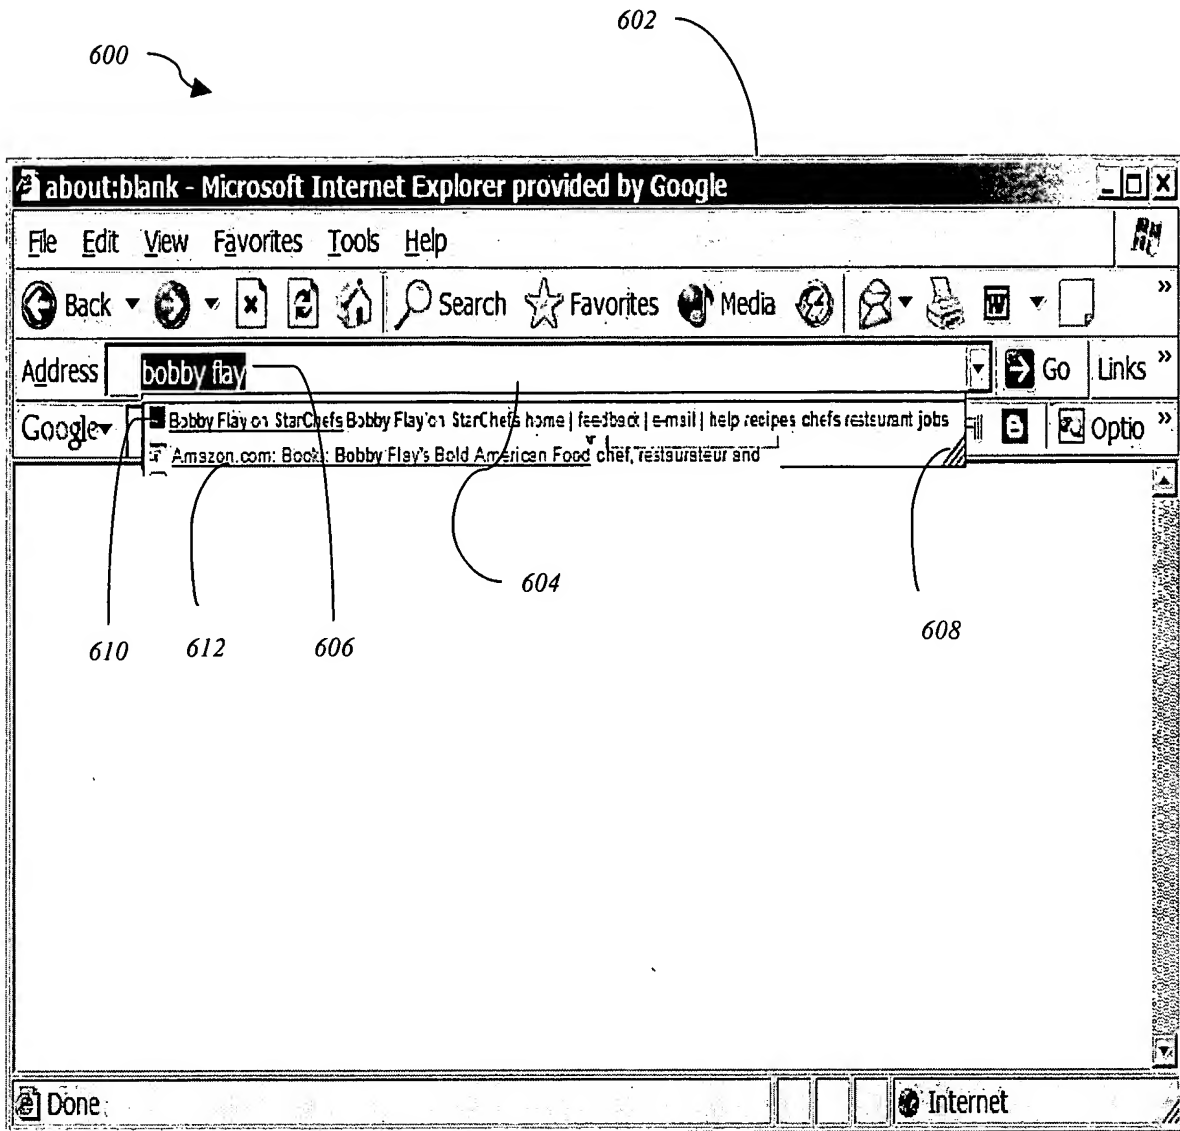 602
600
about:blank - Microsoft Internet Explorer provided by Google
File Edit View Favorites Tools Help
Back Search Favorites Media W »
Address bobby flay Go Links »
Google Optio »
Bobby Flay on StarChefs Bobby Flay on StarChefs home | feedback | e-mail | help recipes chefs restaurant jobs
Amazon.com: Books: Bobby Flay's Bold American Food chef, restaurateur and
604
608
610 612 606
Done Internet